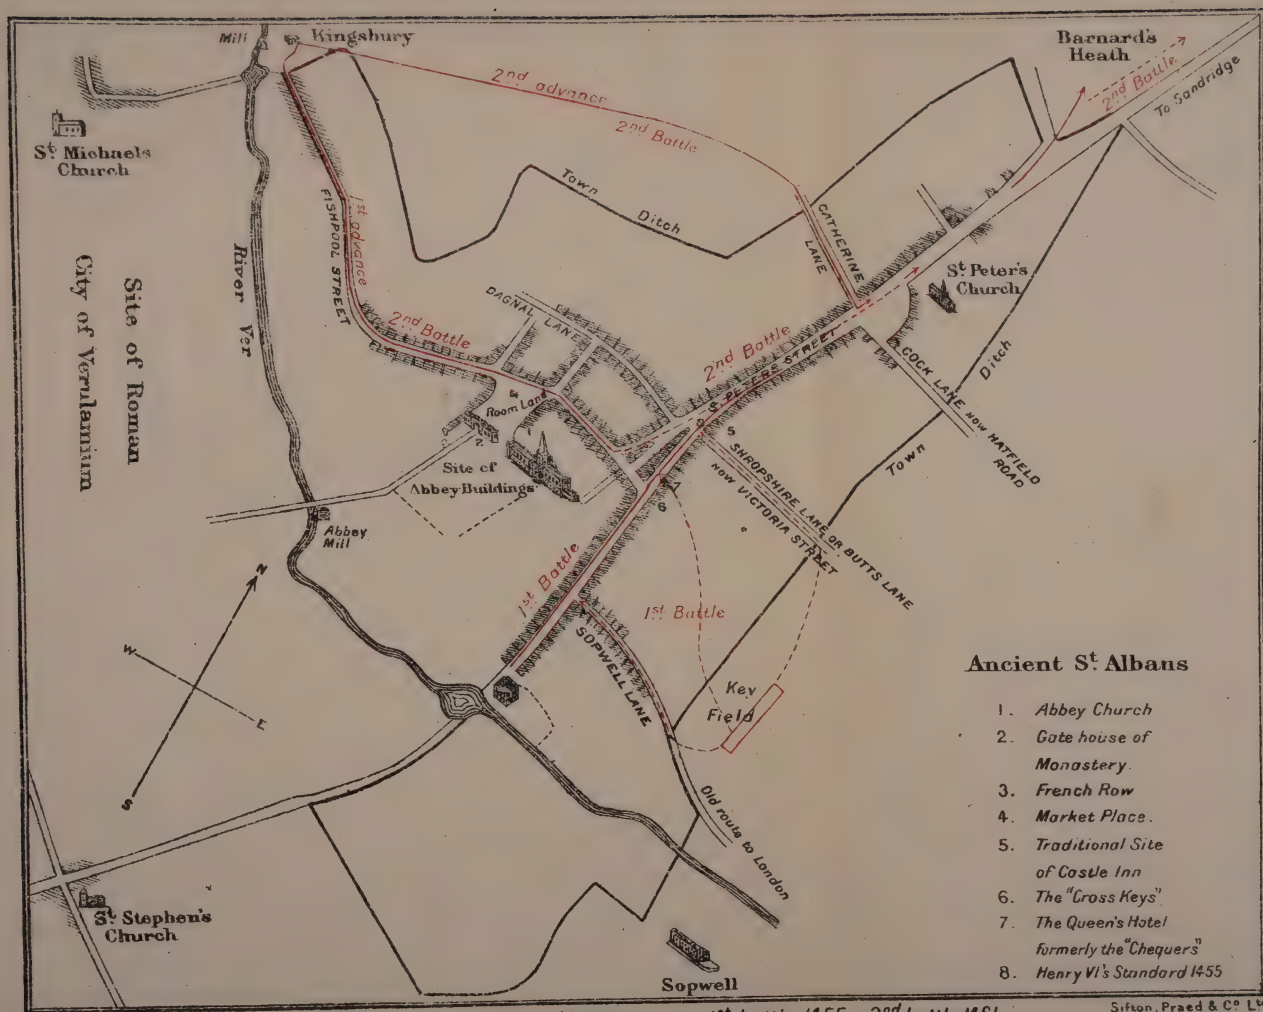 Mill
Kingsbury
Barnard's
Heath
2nd Battle
To Sandridge
2nd advance
2nd Battle
St. Michaels
Church
Town
Ditch
1st advance
FISHPOOL STREET
CATHERINE
LANE
St. Peter's
Church
River Ver
Site of Roman
City of Verulamium
DAGNAL LANE
2nd Battle
2nd Battle
St PETERS STREET
COCK LANE NOW HATFIELD
ROAD
Ditch
Town
Room Land
2
Site of
Abbey Buildings
5
7
6
SHROPSHIRE LANE OR BUTTS LANE
NOW VICTORIA STREET
Abbey
Mill
1st Battle
1st Battle
SOPWELL LANE
N
W
E
S
Key
Field
Old route to London
St. Stephen's
Church
Sopwell
Ancient St. Albans
1. Abbey Church
2. Gate house of
Monastery.
3. French Row
4. Market Place.
5. Traditional Site
of Castle Inn
6. The "Cross Keys"
7. The Queen's Hotel
formerly the "Chequers"
8. Henry VI's Standard 1455
Sifton, Praed & Co. Ltd.